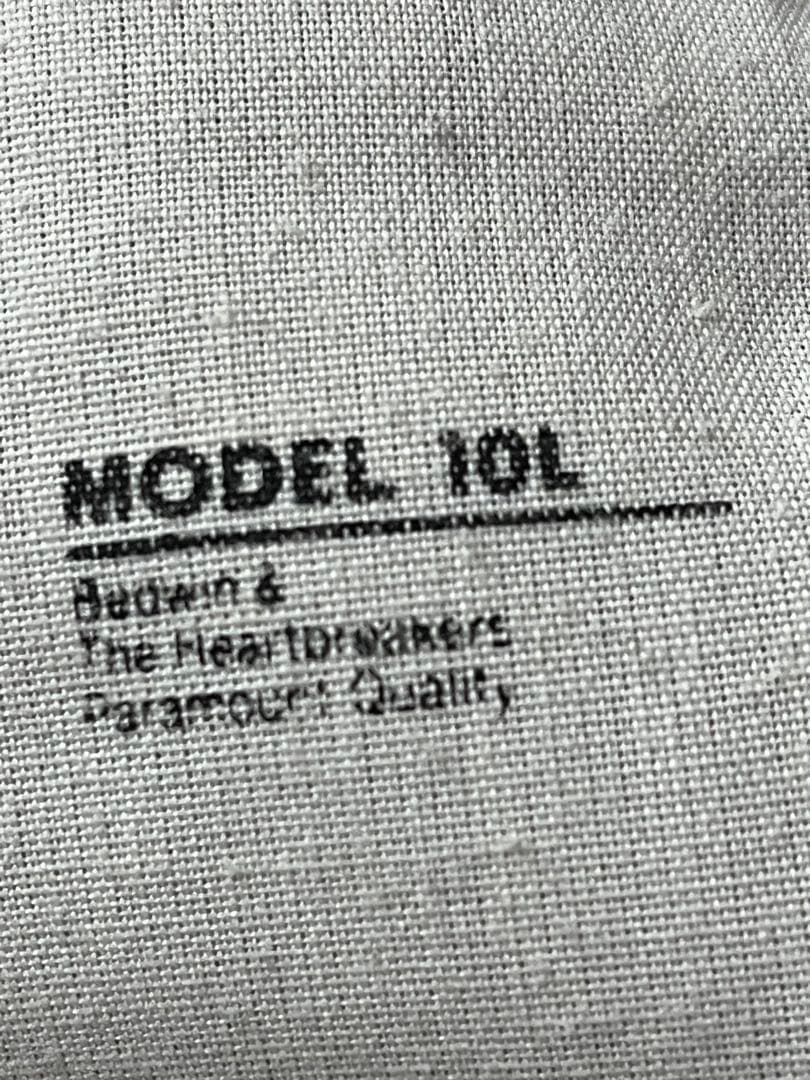 MODEL 10L
Bedwin &
The Heartbreakers
Paramount Quality